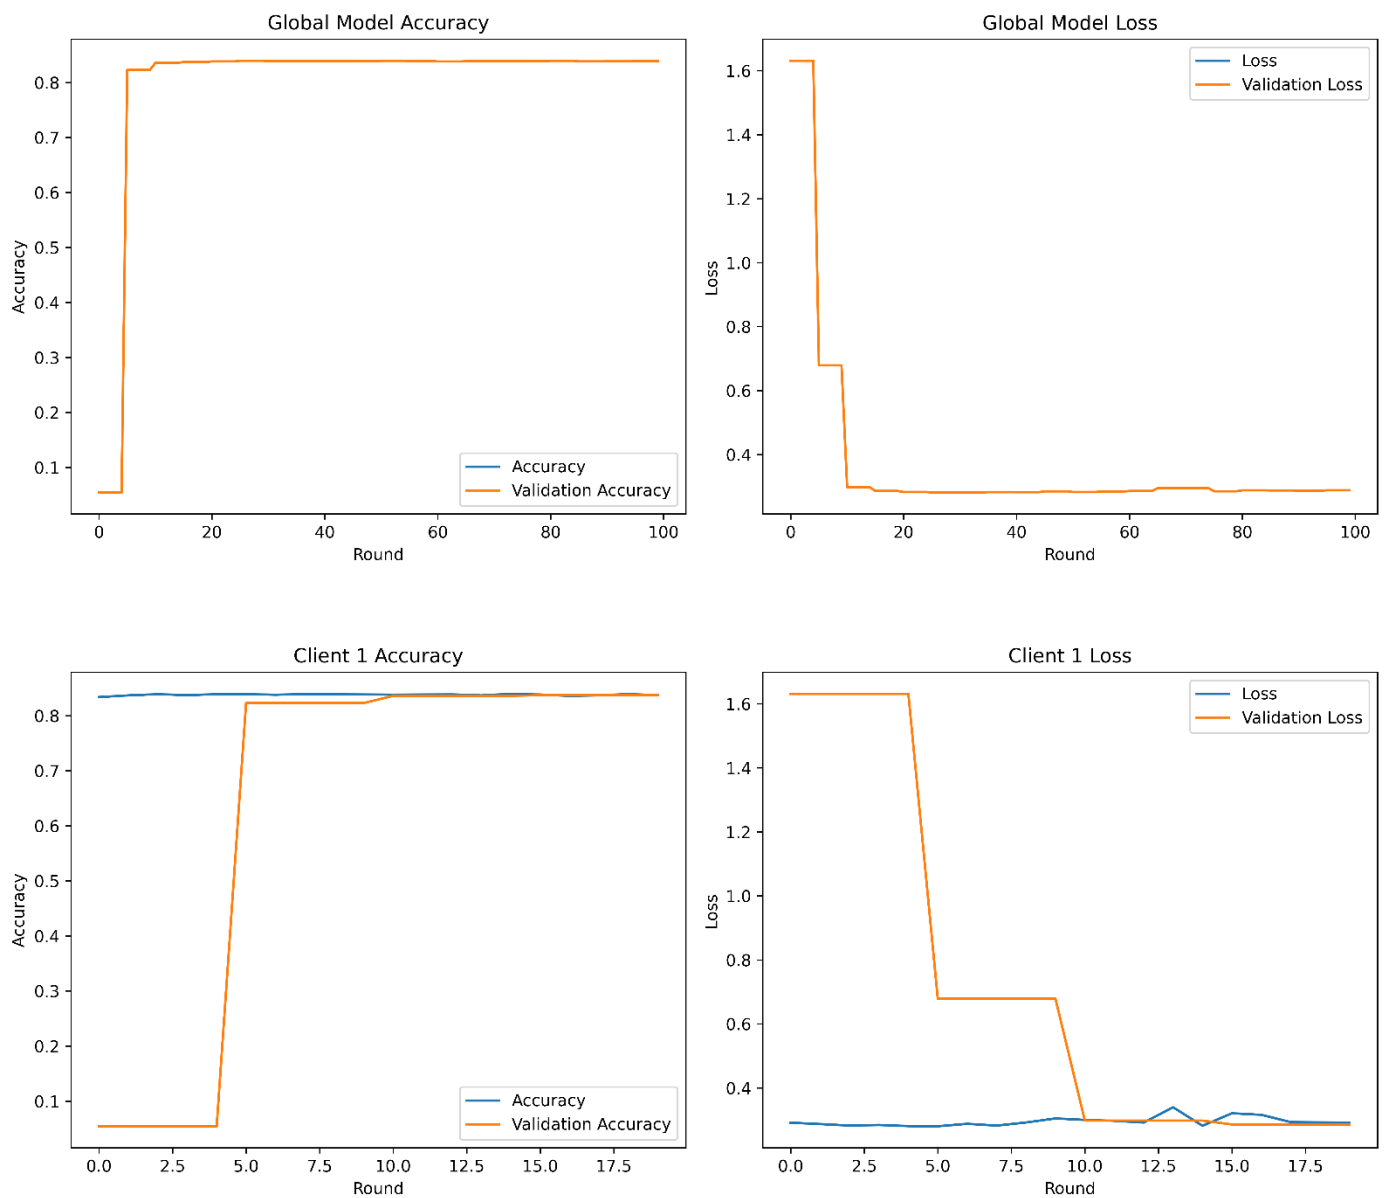 Global Model Accuracy
Accuracy
0.8
0.7
0.6
0.5
0.4
0.3
0.2
0.1
Accuracy
Validation Accuracy
0 20 40 60 80 100
Round
Global Model Loss
Loss
1.6
1.4
1.2
1.0
0.8
0.6
0.4
Loss
Validation Loss
0 20 40 60 80 100
Round
Client 1 Accuracy
Accuracy
0.8
0.7
0.6
0.5
0.4
0.3
0.2
0.1
Accuracy
Validation Accuracy
0.0 2.5 5.0 7.5 10.0 12.5 15.0 17.5
Round
Client 1 Loss
Loss
1.6
1.4
1.2
1.0
0.8
0.6
0.4
Loss
Validation Loss
0.0 2.5 5.0 7.5 10.0 12.5 15.0 17.5
Round